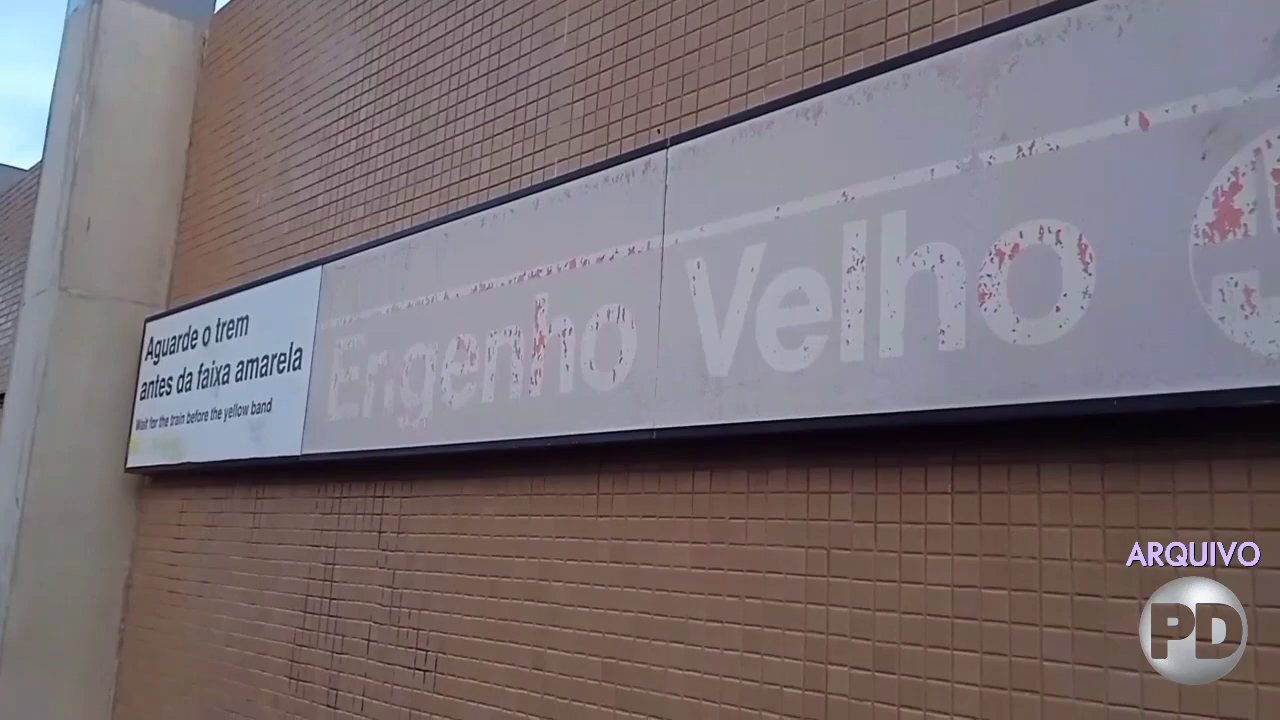 Aguarde o trem
antes da faixa amarela
Wait for the train before the yellow band
Engenho Velho
ARQUIVO
PD